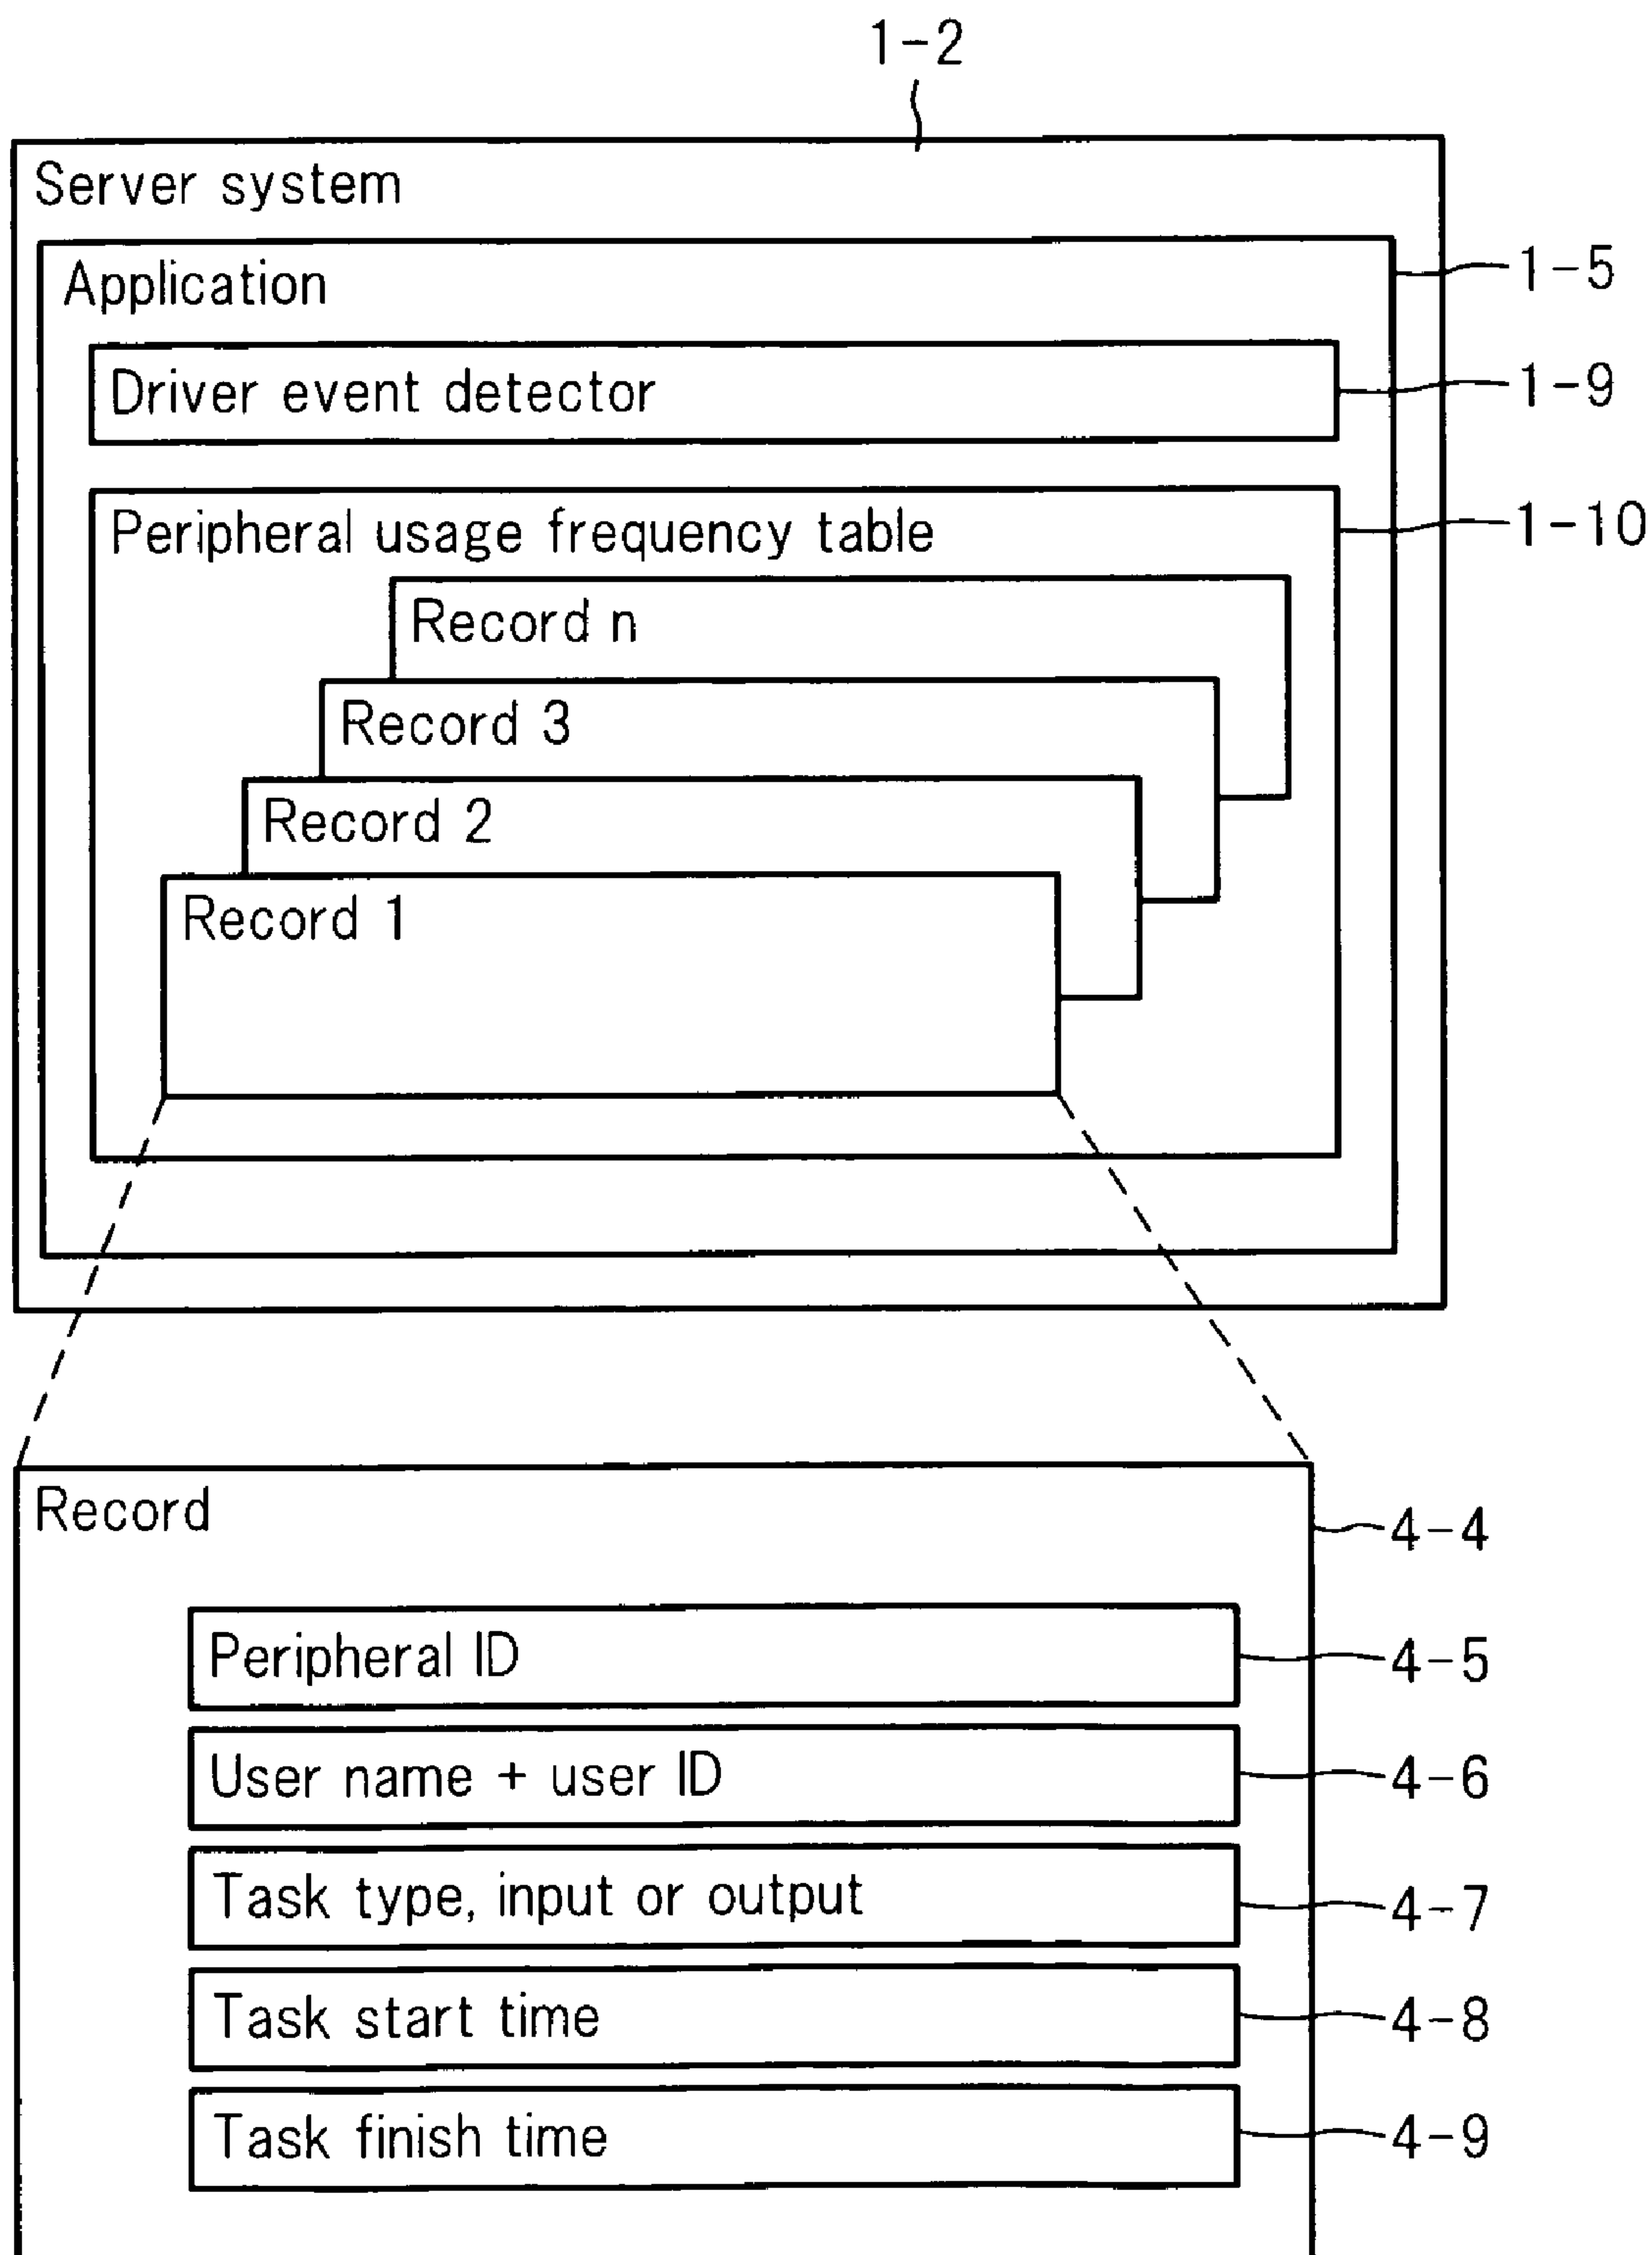 1-2
Server system
Application
1-5
Driver event detector
1-9
Peripheral usage frequency table
1-10
Record n
Record 3
Record 2
Record 1
Record
4-4
Peripheral ID
4-5
User name + user ID
4-6
Task type, input or output
4-7
Task start time
4-8
Task finish time
4-9